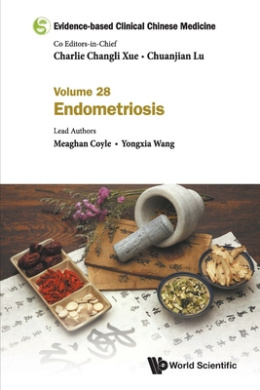 Evidence-based Clinical Chinese Medicine
Co Editors-in-Chief
Charlie Changli Xue • Chuanjian Lu
Volume 28
Endometriosis
Lead Authors
Meaghan Coyle • Yongxia Wang
World Scientific